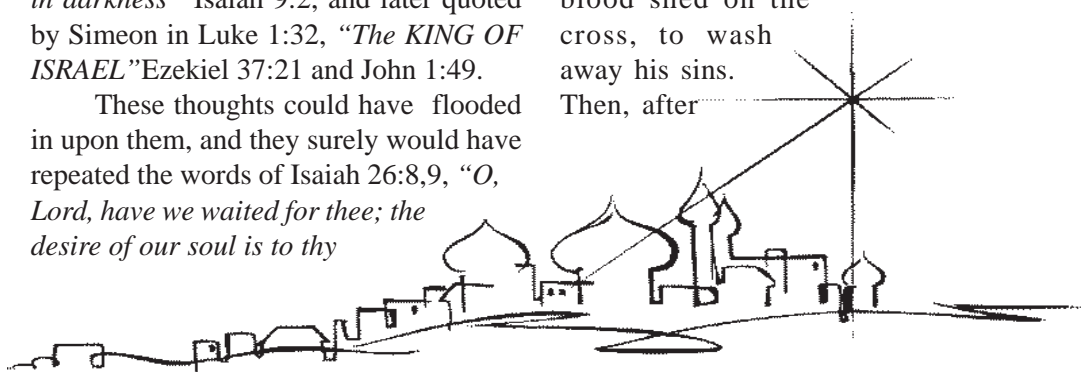 in darkness” Isaiah 9:2, and later quoted
by Simeon in Luke 1:32, “The KING OF
ISRAEL”Ezekiel 37:21 and John 1:49.
These thoughts could have flooded
in upon them, and they surely would have
repeated the words of Isaiah 26:8,9, “O,
Lord, have we waited for thee; the
desire of our soul is to thy
blood shed on the
cross, to wash
away his sins.
Then, after